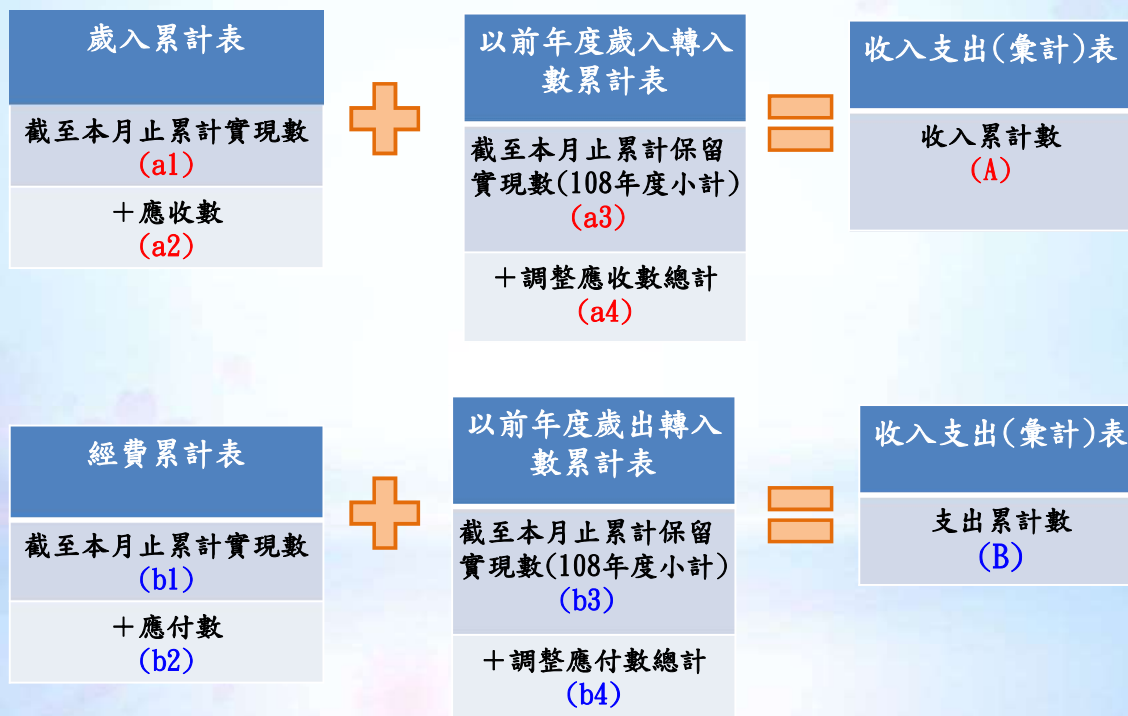 歲入累計表
截至本月止累計實現數
(a1)
＋應收數
(a2)
以前年度歲入轉入
數累計表
截至本月止累計保留
實現數(108年度小計)
(a3)
＋調整應收數總計
(a4)
收入支出(彙計)表
收入累計數
(A)
經費累計表
截至本月止累計實現數
(b1)
＋應付數
(b2)
以前年度歲出轉入
數累計表
截至本月止累計保留
實現數(108年度小計)
(b3)
＋調整應付數總計
(b4)
收入支出(彙計)表
支出累計數
(B)